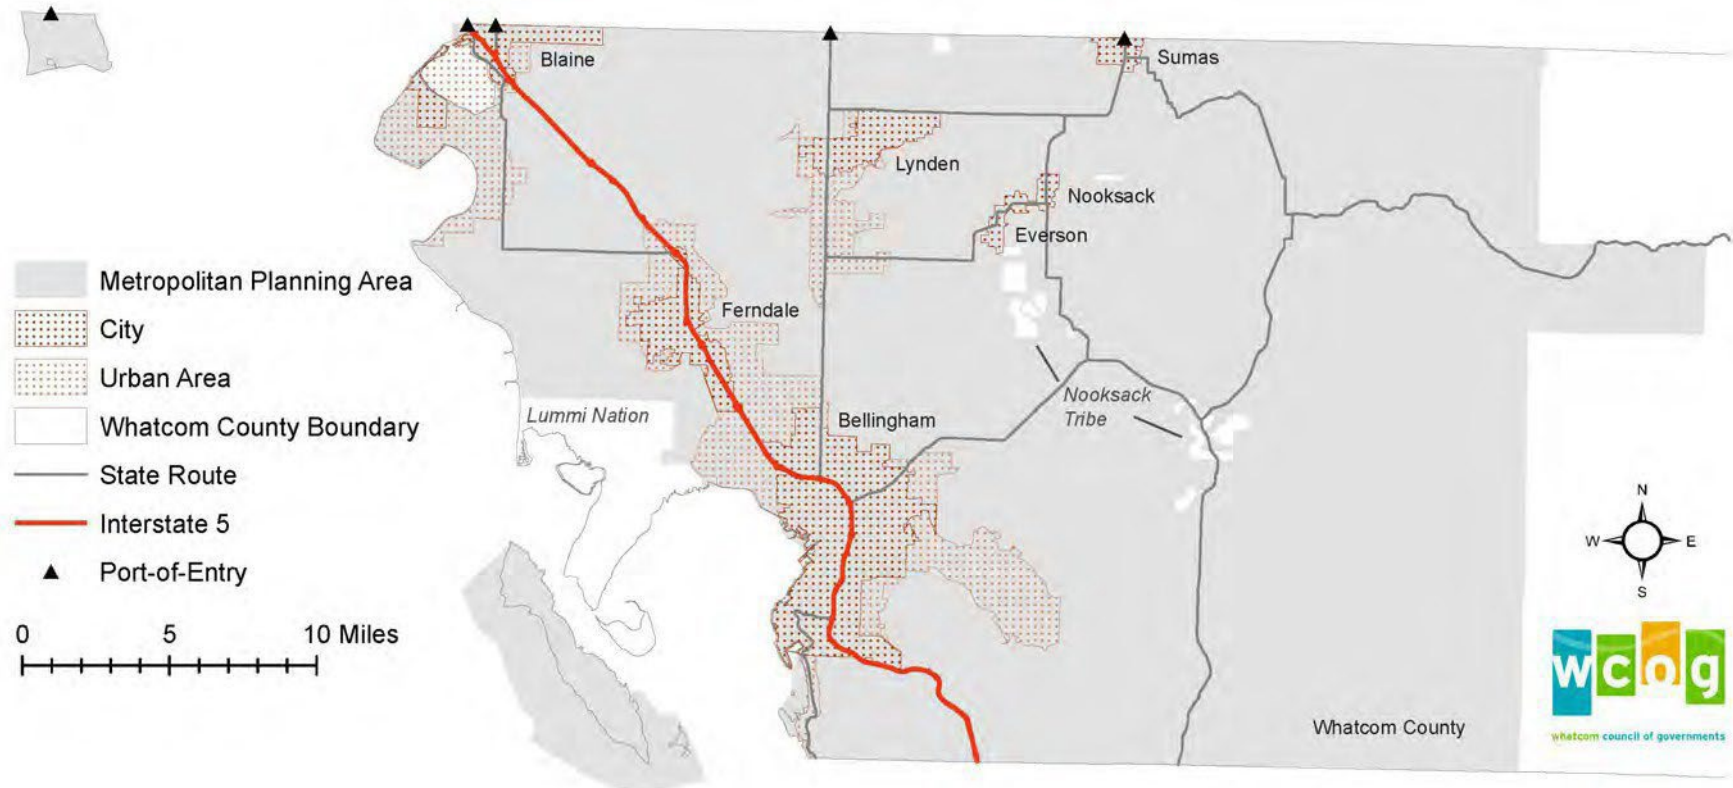 Blaine
Sumas
Lynden
Nooksack
Everson
Metropolitan Planning Area
City
Ferndale
Urban Area
Whatcom County Boundary
Lummi Nation
Nooksack
Tribe
Bellingham
State Route
Interstate 5
Port-of-Entry
0 5 10 Miles
N
W E
S
wcog
whatcom council of governments
Whatcom County